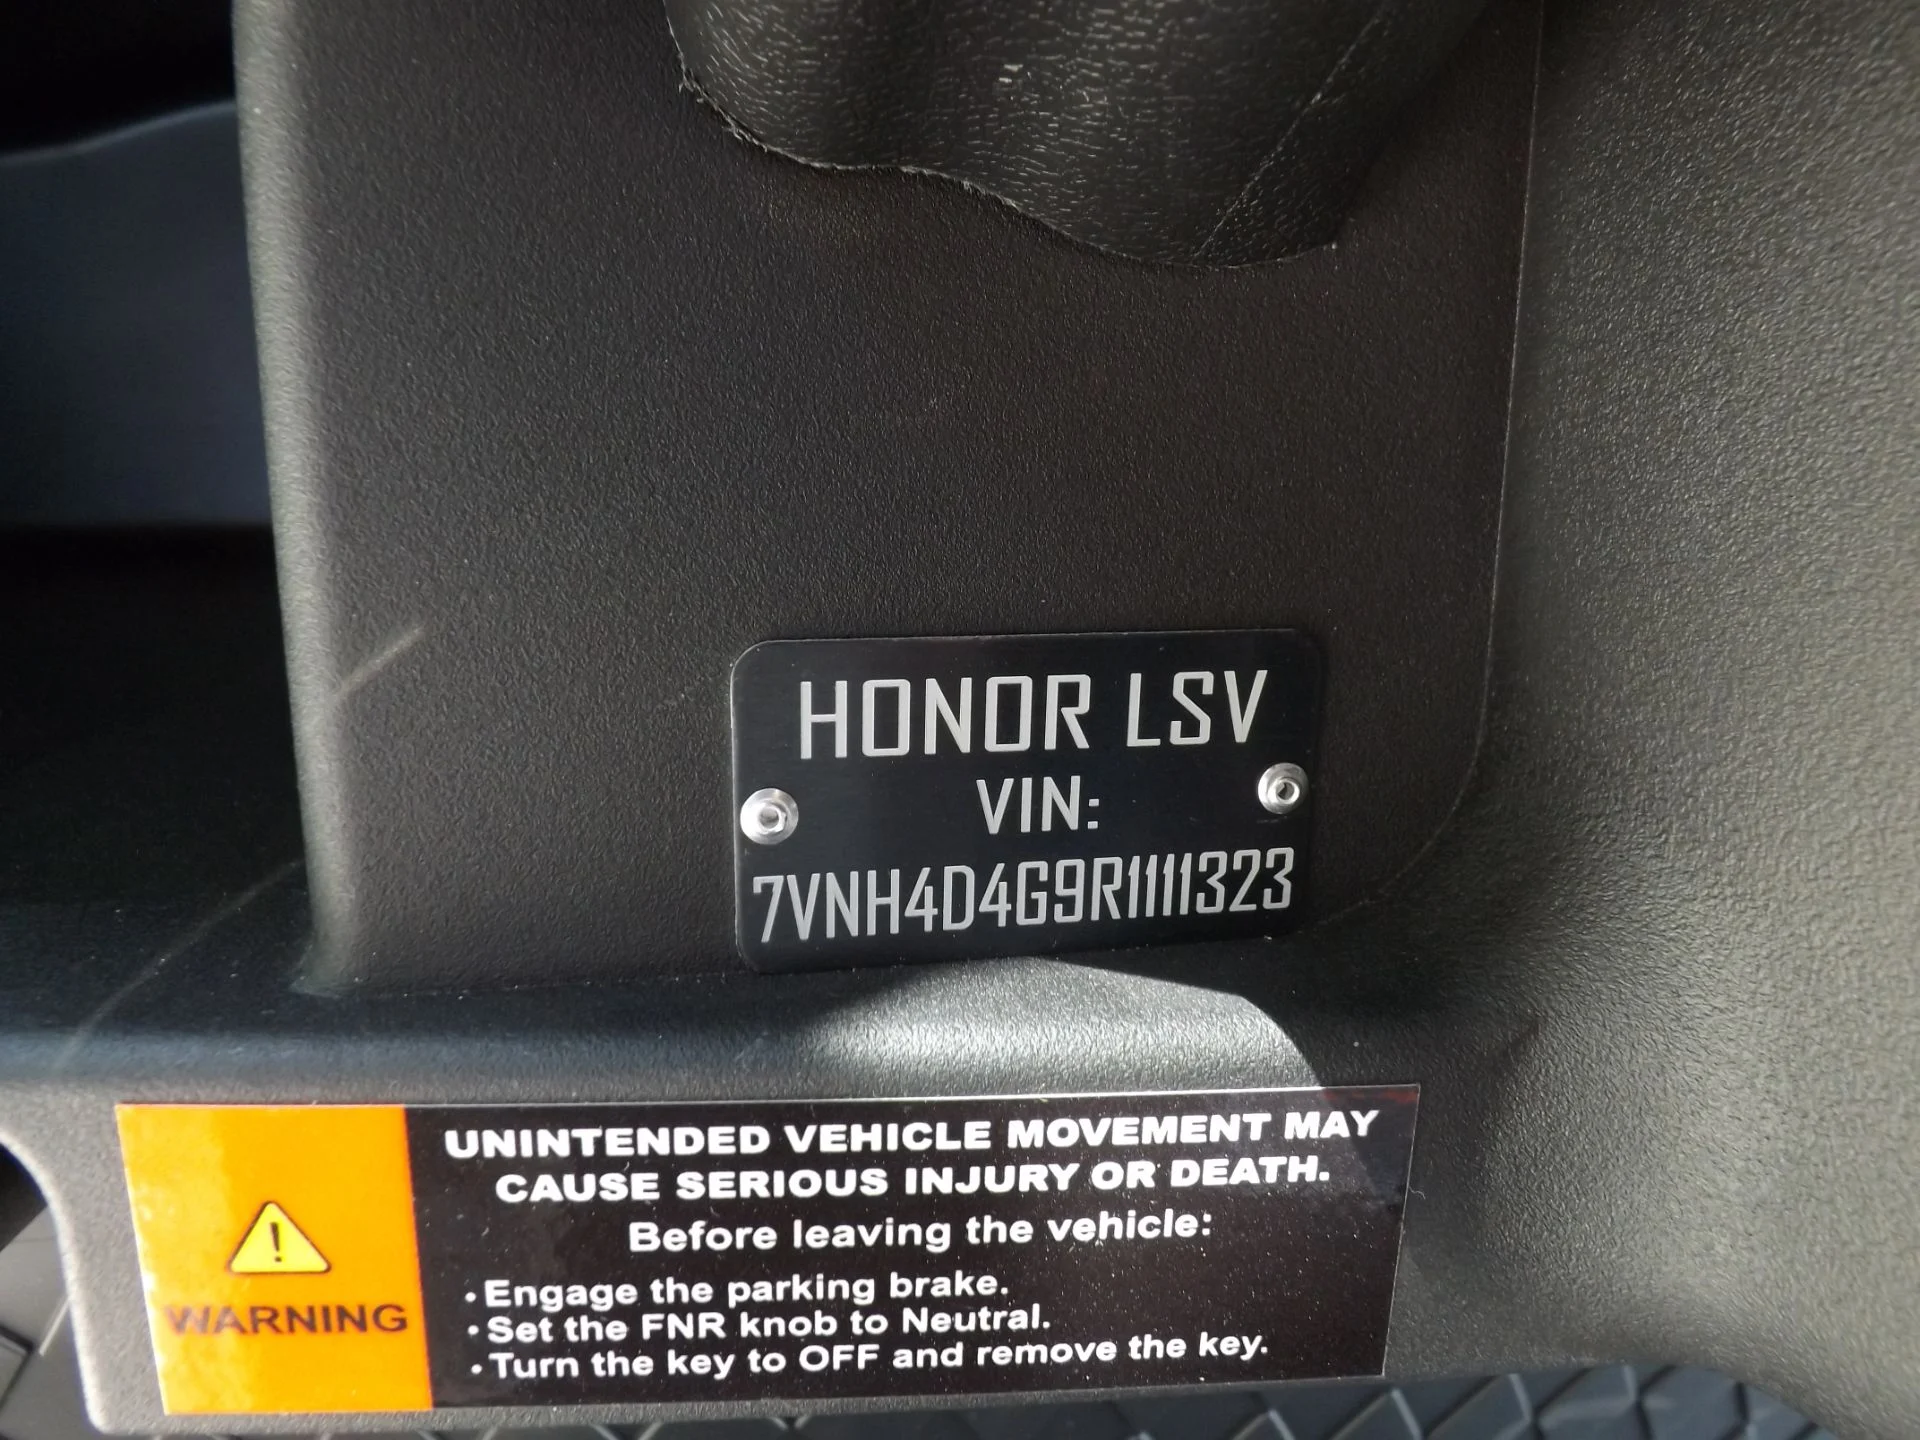 HONOR LSV
VIN:
7VNH4D4G9R1111323
UNINTENDED VEHICLE MOVEMENT MAY
CAUSE SERIOUS INJURY OR DEATH.
Before leaving the vehicle:
• Engage the parking brake.
• Set the FNR knob to Neutral.
• Turn the key to OFF and remove the key.
WARNING